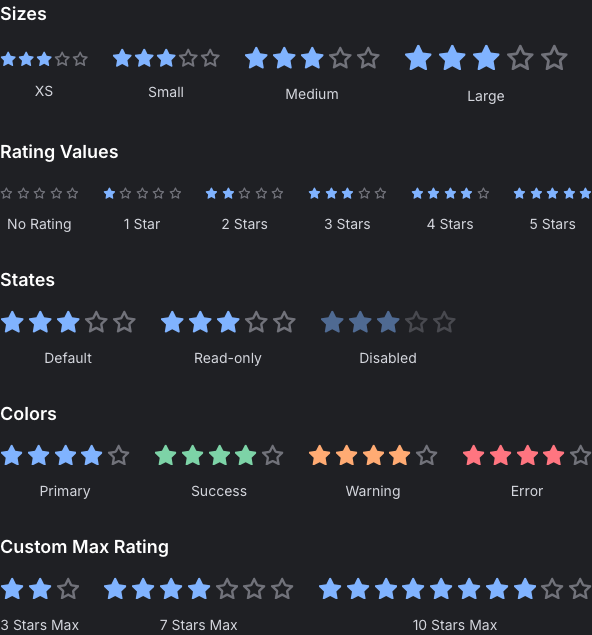 Sizes
XS Small Medium Large
Rating Values
No Rating 1 Star 2 Stars 3 Stars 4 Stars 5 Stars
States
Default Read-only Disabled
Colors
Primary Success Warning Error
Custom Max Rating
3 Stars Max 7 Stars Max 10 Stars Max